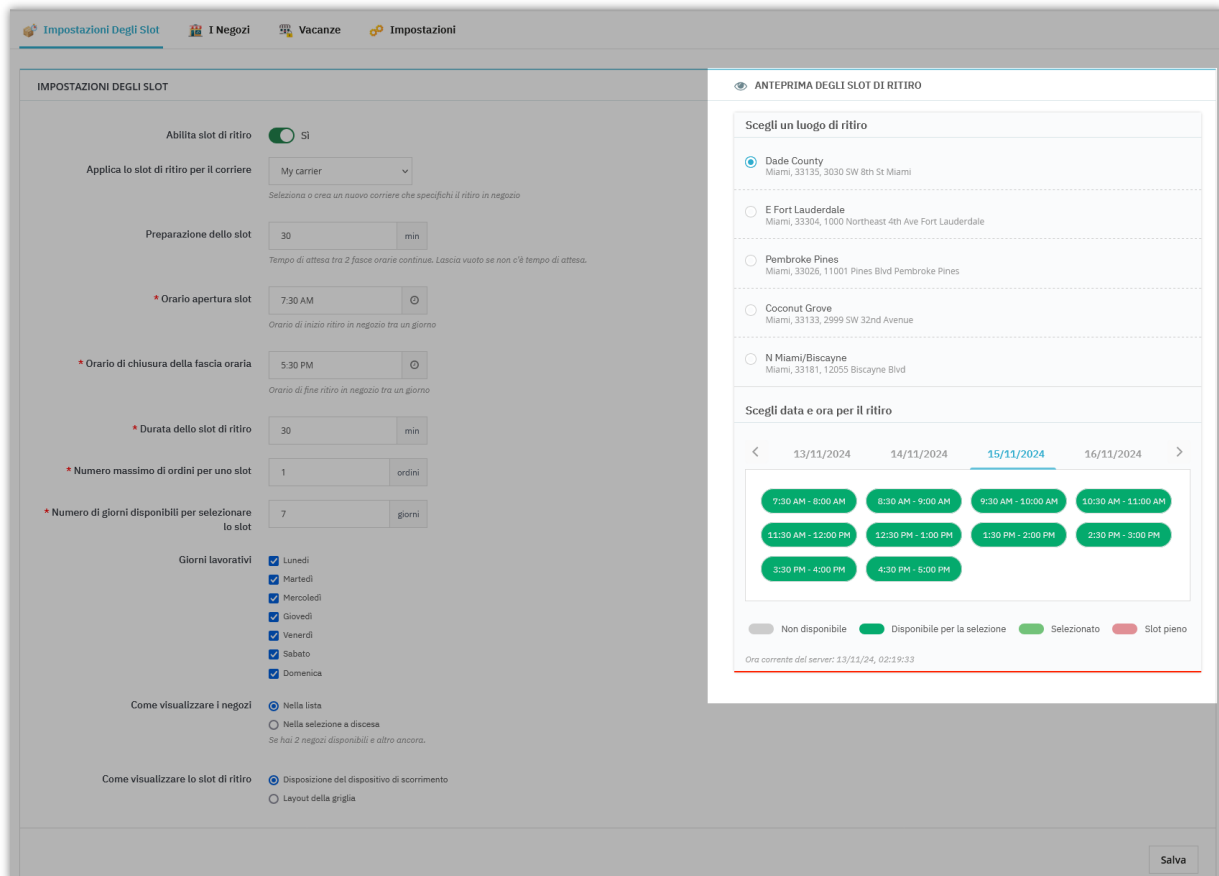 Impostazioni Degli Slot
I Negozi
Vacanze
Impostazioni
IMPOSTAZIONI DEGLI SLOT
Abilita slot di ritiro
Sì
Applica lo slot di ritiro per il corriere
My carrier
Seleziona o crea un nuovo corriere che specifichi il ritiro in negozio
Preparazione dello slot
30
min
Tempo di attesa tra 2 fasce orarie continue. Lascia vuoto se non c'è tempo di attesa.
* Orario apertura slot
7:30 AM
Orario di inizio ritiro in negozio tra un giorno
* Orario di chiusura della fascia oraria
5:30 PM
Orario di fine ritiro in negozio tra un giorno
* Durata dello slot di ritiro
30
min
* Numero massimo di ordini per uno slot
1
ordini
* Numero di giorni disponibili per selezionare
lo slot
7
giorni
Giorni lavorativi
Lunedì
Martedì
Mercoledì
Giovedì
Venerdì
Sabato
Domenica
Come visualizzare i negozi
Nella lista
Nella selezione a discesa
Se hai 2 negozi disponibili e altro ancora.
Come visualizzare lo slot di ritiro
Disposizione del dispositivo di scorrimento
Layout della griglia
ANTEPRIMA DEGLI SLOT DI RITIRO
Scegli un luogo di ritiro
Dade County
Miami, 33135, 3030 SW 8th St Miami
E Fort Lauderdale
Miami, 33304, 1000 Northeast 4th Ave Fort Lauderdale
Pembroke Pines
Miami, 33026, 11001 Pines Blvd Pembroke Pines
Coconut Grove
Miami, 33133, 2999 SW 32nd Avenue
N Miami/Biscayne
Miami, 33181, 12055 Biscayne Blvd
Scegli data e ora per il ritiro
13/11/2024
14/11/2024
15/11/2024
16/11/2024
7:30 AM - 8:00 AM
8:30 AM - 9:00 AM
9:30 AM - 10:00 AM
10:30 AM - 11:00 AM
11:30 AM - 12:00 PM
12:30 PM - 1:00 PM
1:30 PM - 2:00 PM
2:30 PM - 3:00 PM
3:30 PM - 4:00 PM
4:30 PM - 5:00 PM
Non disponibile
Disponibile per la selezione
Selezionato
Slot pieno
Ora corrente del server: 13/11/24, 02:19:33
Salva